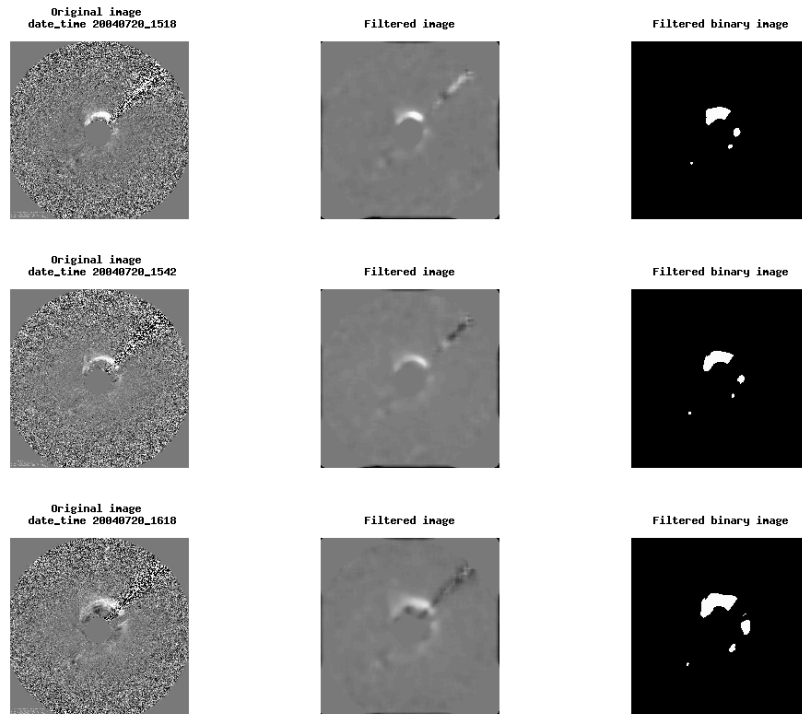 Original image
date_time 20040720_1518
Filtered image
Filtered binary image
Original image
date_time 20040720_1542
Filtered image
Filtered binary image
Original image
date_time 20040720_1618
Filtered image
Filtered binary image